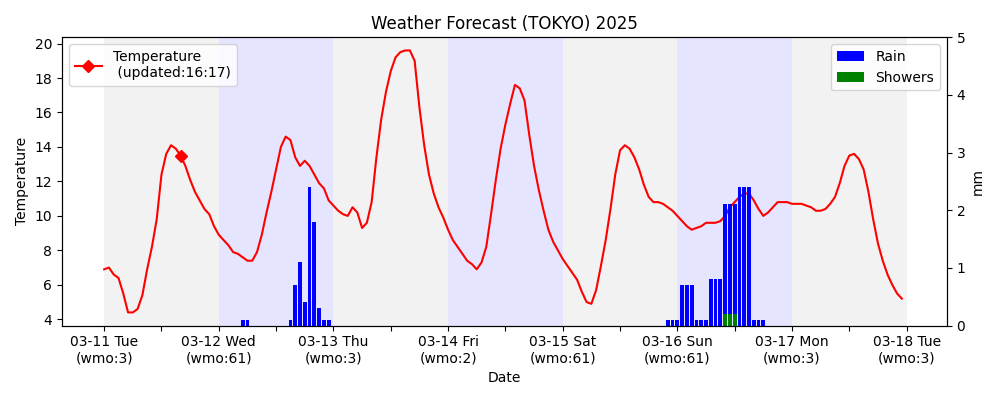 Weather Forecast (TOKYO) 2025
Temperature
(updated:16:17)
Rain
Showers
20
18
16
14
12
10
8
6
4
Temperature
5
4
3
2
1
0
mm
03-11 Tue
(wmo:3)
03-12 Wed
(wmo:61)
03-13 Thu
(wmo:3)
03-14 Fri
(wmo:2)
03-15 Sat
(wmo:61)
03-16 Sun
(wmo:61)
03-17 Mon
(wmo:3)
03-18 Tue
(wmo:3)
Date